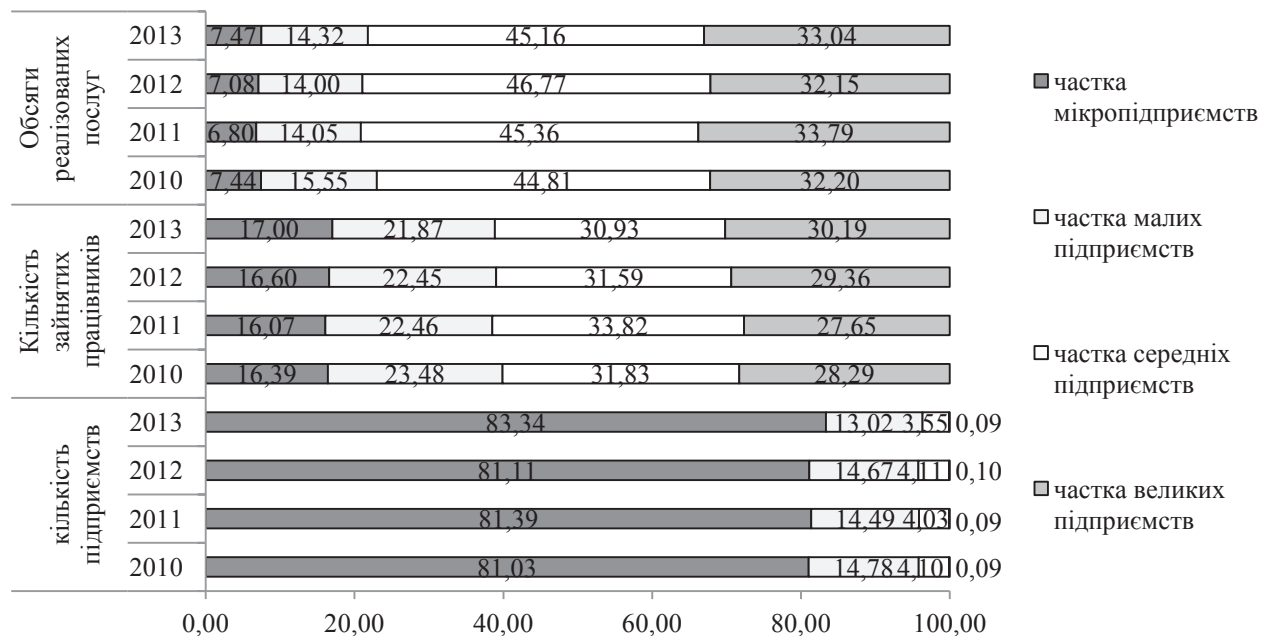 Обсяги
реалізованих
послуг
2013
7,47 14,32 45,16 33,04
2012
7,08 14,00 46,77 32,15
2011
6,80 14,05 45,36 33,79
2010
7,44 15,55 44,81 32,20
Кількість
зайнятих
працівників
2013
17,00 21,87 30,93 30,19
2012
16,60 22,45 31,59 29,36
2011
16,07 22,46 33,82 27,65
2010
16,39 23,48 31,83 28,29
кількість
підприємств
2013
83,34 13,02 3,55 0,09
2012
81,11 14,67 4,11 0,10
2011
81,39 14,49 4,03 0,09
2010
81,03 14,78 4,10 0,09
0,00 20,00 40,00 60,00 80,00 100,00
частка
мікропідприємств
частка малих
підприємств
частка середніх
підприємств
частка великих
підприємств